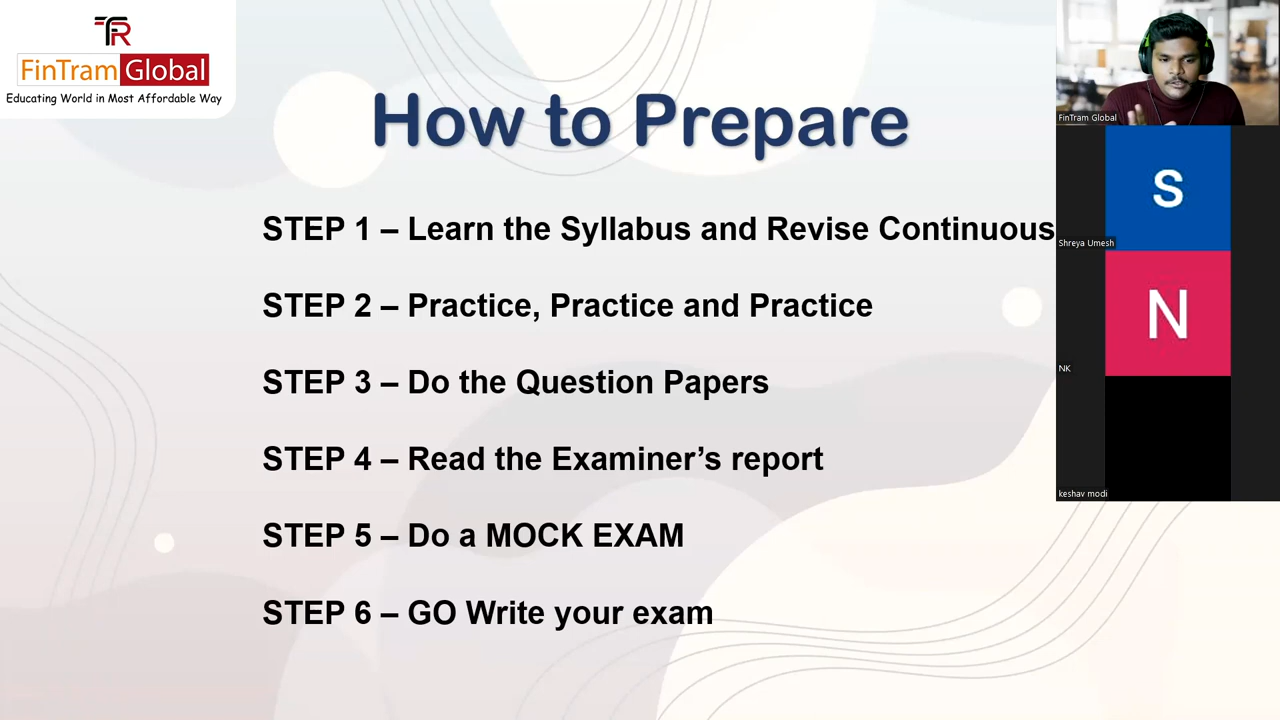 TR
FinTram Global
Educating World in Most Affordable Way
How to Prepare
STEP 1 – Learn the Syllabus and Revise Continuous
STEP 2 – Practice, Practice and Practice
STEP 3 – Do the Question Papers
STEP 4 – Read the Examiner’s report
STEP 5 – Do a MOCK EXAM
STEP 6 – GO Write your exam
FinTram Global
S
Shreya Umesh
N
NK
keshav modi